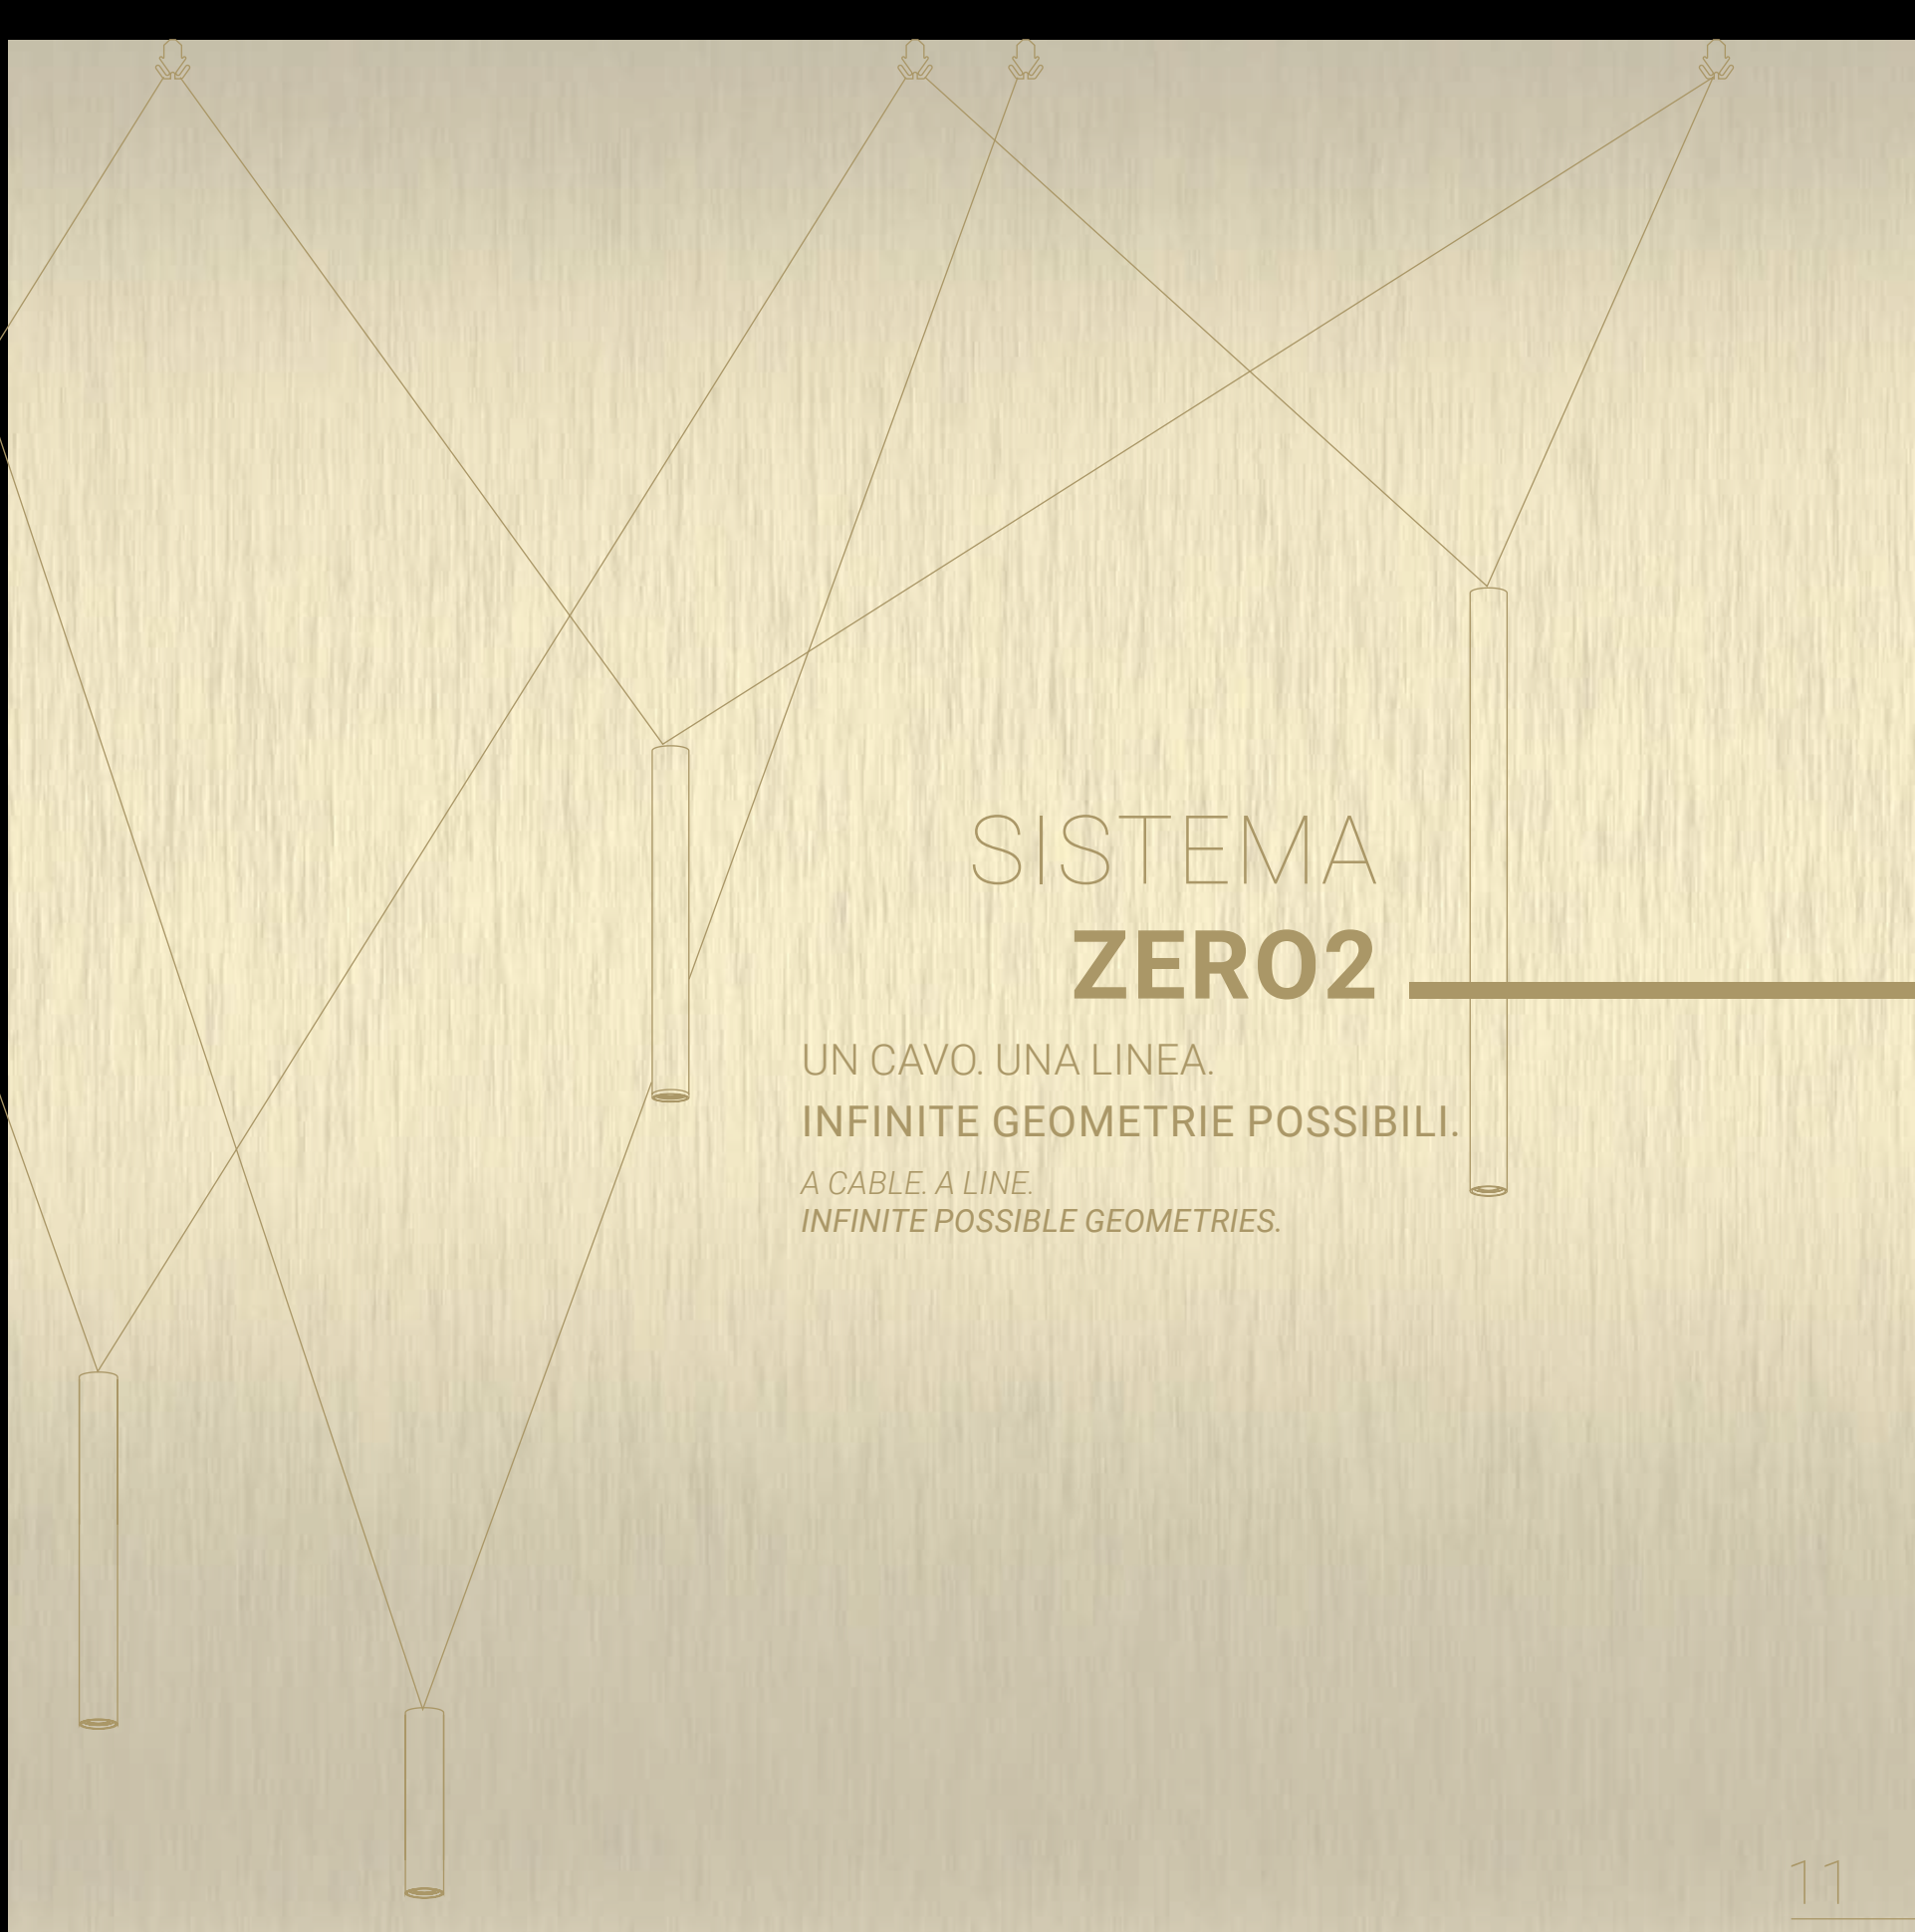 SISTEMA
ZERO2
UN CAVO. UNA LINEA.
INFINITE GEOMETRIE POSSIBILI.
A CABLE. A LINE.
INFINITE POSSIBLE GEOMETRIES.
11